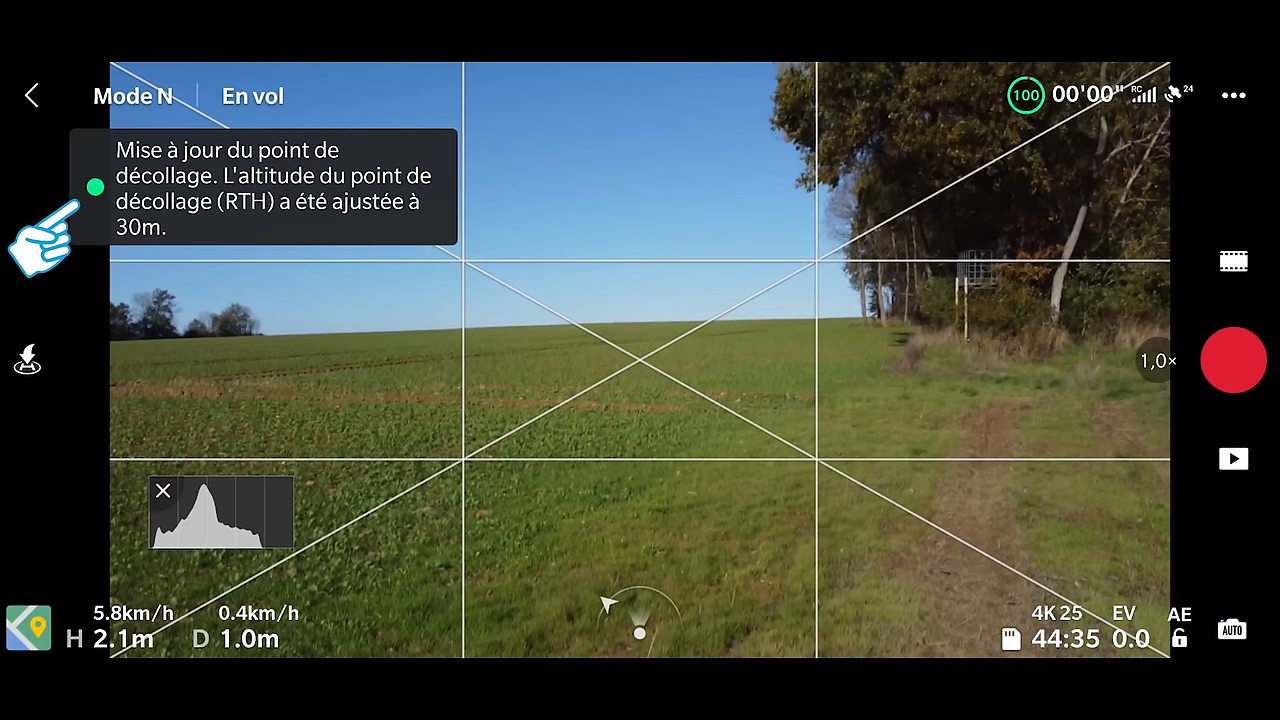 Mode N En vol
100 00'00" RC 24
Mise à jour du point de
décollage. L'altitude du point de
décollage (RTH) a été ajustée à
30m.
1,0×
5.8km/h 0.4km/h
H 2.1m D 1.0m
4K 25 EV AE
44:35 0.0
AUTO